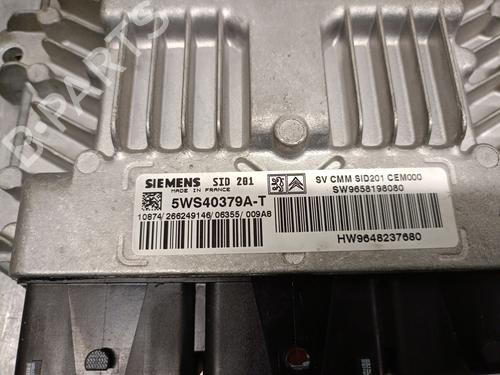 B-PARTS
SIEMENS SID 201
MADE IN FRANCE
5WS40379A-T
10874/ 266249146 /06355/ 009A8
SV CMM SID201 CEM000
SW9658198080
HW9648237680